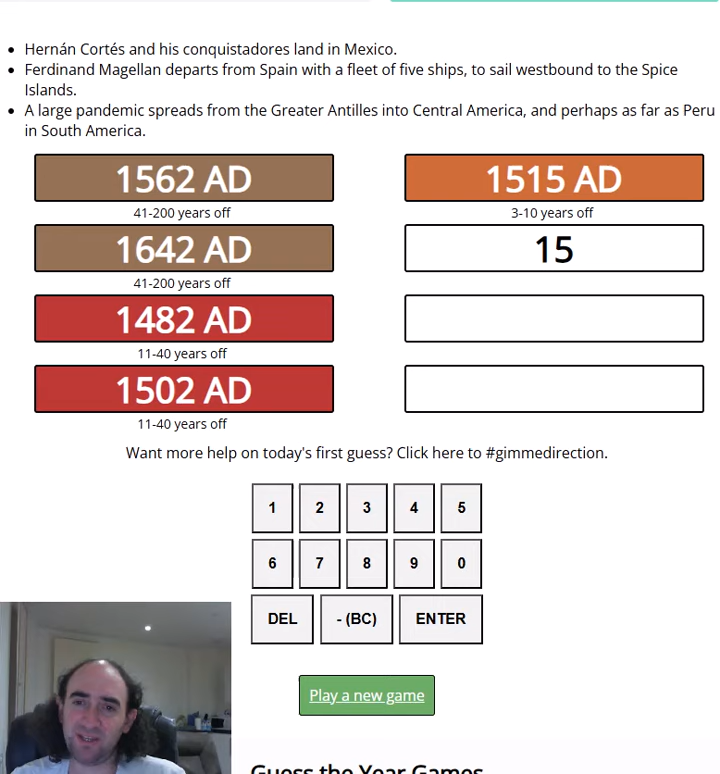 Hernán Cortés and his conquistadores land in Mexico.
Ferdinand Magellan departs from Spain with a fleet of five ships, to sail westbound to the Spice
Islands.
A large pandemic spreads from the Greater Antilles into Central America, and perhaps as far as Peru
in South America.
1562 AD
41-200 years off
1642 AD
41-200 years off
1482 AD
11-40 years off
1502 AD
11-40 years off
1515 AD
3-10 years off
15
Want more help on today's first guess? Click here to #gimmedirection.
1 2 3 4 5
6 7 8 9 0
DEL - (BC) ENTER
Play a new game
Guess the Year Games